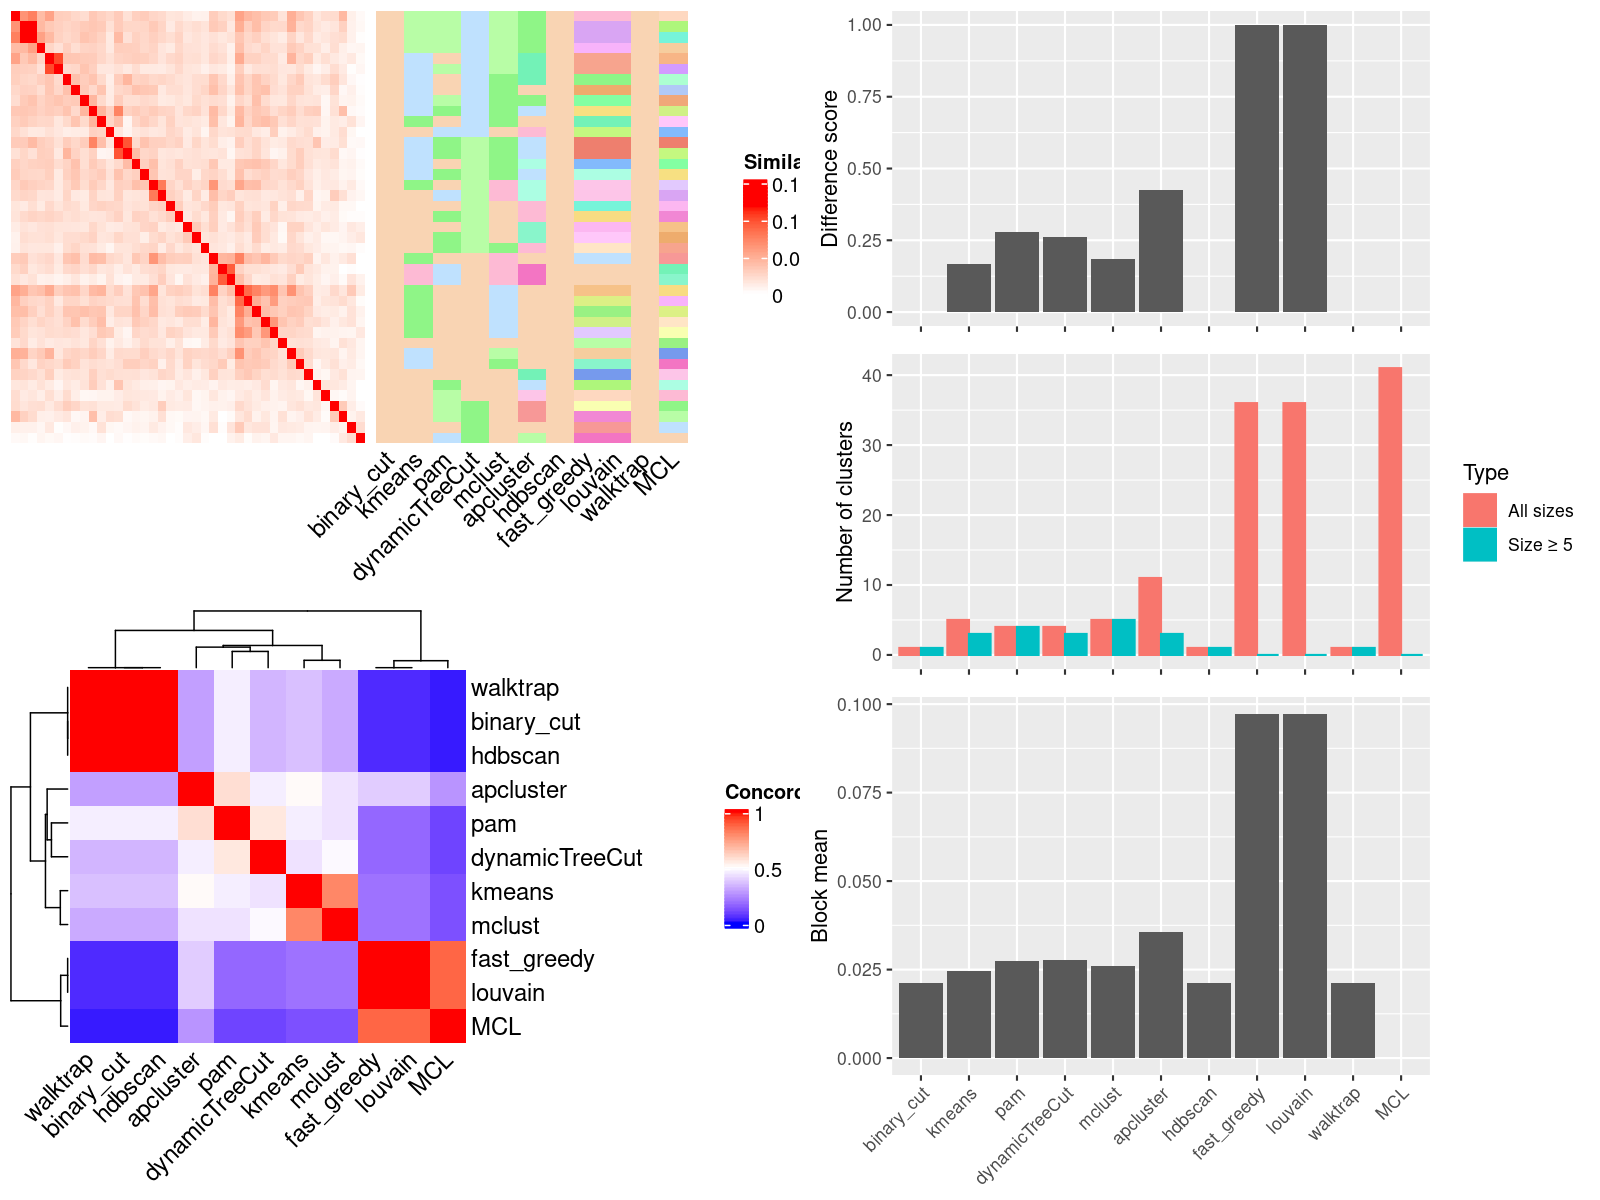 Simila
0.1
0.1
0.0
0
binary_cut
kmeans
pam
dynamicTreeCut
mclust
apcluster
hdbscan
fast_greedy
louvain
walktrap
MCL
walktrap
binary_cut
hdbscan
apcluster
pam
dynamicTreeCut
kmeans
mclust
fast_greedy
louvain
MCL
Concord
1
0.5
0
walktrap
binary_cut
hdbscan
apcluster
pam
dynamicTreeCut
kmeans
mclust
fast_greedy
louvain
MCL
Difference score
1.00
0.75
0.50
0.25
0.00
Number of clusters
40
30
20
10
0
Type
All sizes
Size ≥ 5
Block mean
0.100
0.075
0.050
0.025
0.000
binary_cut
kmeans
pam
dynamicTreeCut
mclust
apcluster
hdbscan
fast_greedy
louvain
walktrap
MCL